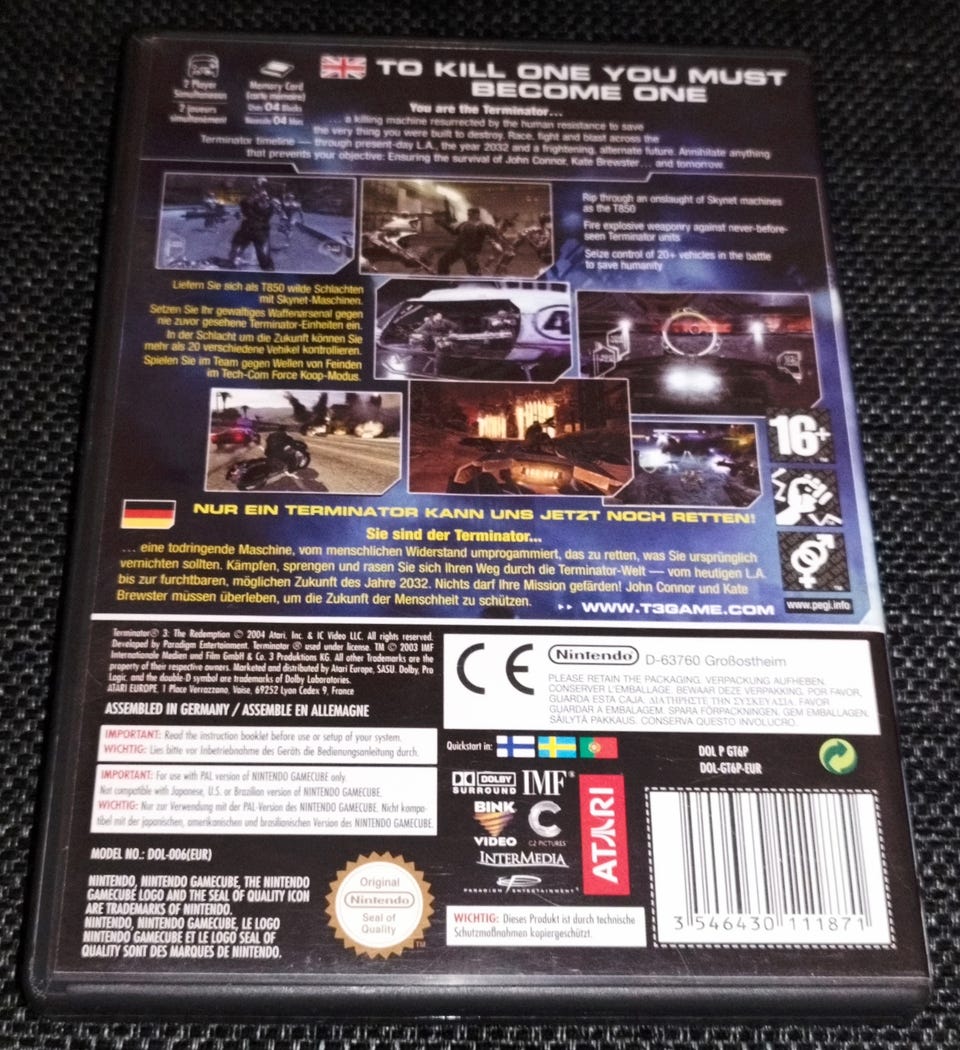 2 Player
Simultaneous
2 joueurs
simultanément
Memory Card
(carte mémoire)
04 Blocks
04
TO KILL ONE YOU MUST
BECOME ONE
You are the Terminator...
... a killing machine resurrected by the human resistance to save
the very thing you were built to destroy. Race, fight and blast across the
Terminator timeline — through present-day L.A., the year 2032 and a frightening, alternate future. Annihilate anything
that prevents your objective: Ensuring the survival of John Connor, Kate Brewster... and tomorrow.
Rip through an onslaught of Skynet machines
as the T850
Fire explosive weaponry against never-before-
seen Terminator units
Seize control of 20+ vehicles in the battle
to save humanity
Liefern Sie sich als T850 wilde Schlachten
mit Skynet-Maschinen.
Setzen Sie Ihr gewaltiges Waffenarsenal gegen
nie zuvor gesehene Terminator-Einheiten ein.
In der Schlacht um die Zukunft können Sie
mehr als 20 verschiedene Vehikel kontrollieren.
Spielen Sie im Team gegen Wellen von Feinden
im Tech-Com Force Koop-Modus.
4
16+
NUR EIN TERMINATOR KANN UNS JETZT NOCH RETTEN!
Sie sind der Terminator...
... eine todringende Maschine, vom menschlichen Widerstand umprogrammiert, das zu retten, was Sie ursprünglich
vernichten sollten. Kämpfen, sprengen und rasen Sie sich Ihren Weg durch die Terminator-Welt — vom heutigen L.A.
bis zur furchtbaren, möglichen Zukunft des Jahre 2032. Nichts darf Ihre Mission gefärden! John Connor und Kate
Brewster müssen überleben, um die Zukunft der Menschheit zu schützen.
WWW.T3GAME.COM
www.pegi.info
Terminator® 3: The Redemption © 2004 Atari, Inc. & IC Video LLC. All rights reserved.
Developed by Paradigm Entertainment. Terminator ® used under license. TM © 2003 IMF
Internationale Medien und Film GmbH & Co. 3 Produktions KG. All other Trademarks are the
property of their respective owners. Marketed and distributed by Atari Europe, SASU. Dolby, Pro
Logic, and the double-D symbol are trademarks of Dolby Laboratories.
ATARI EUROPE. 1 Place Verrazzano, Vaise, 69252 Lyon Cedex 9, France
ASSEMBLED IN GERMANY / ASSEMBLE EN ALLEMAGNE
CE
Nintendo D-63760 Großostheim
PLEASE RETAIN THE PACKAGING. VERPACKUNG AUFHEBEN.
CONSERVER L'EMBALLAGE. BEWAAR DEZE VERPAKKING. POR FAVOR,
GUARDA ESTA CAJA. ΔΙΑΤΗΡΗΣΤΕ ΤΗΝ ΣΥΣΚΕΥΑΣΙΑ. FAVOR
GUARDAR A EMBALAGEM. SPARA FÖRPACKNINGEN. GEM EMBALLAGEN.
SÄILYTÄ PAKKAUS. CONSERVA QUESTO INVOLUCRO.
IMPORTANT: Read the instruction booklet before use or setup of your system.
WICHTIG: Lies bitte vor Inbetriebnahme des Geräts die Bedienungsanleitung durch.
IMPORTANT: For use with PAL version of NINTENDO GAMECUBE only.
Not compatible with Japanese, U.S. or Brazilian version of NINTENDO GAMECUBE.
WICHTIG: Nur zur Verwendung mit der PAL-Version des NINTENDO GAMECUBE. Nicht kompa-
tibel mit der japanischen, amerikanischen und brasilianischen Version des NINTENDO GAMECUBE.
Quickstart in:
DOL P GT6P
DOL-GT6P-EUR
DOLBY
SURROUND
IMF®
BINK
VIDEO
C
C2 PICTURES
INTERMEDIA
PARADIGM ENTERTAINMENT
ATARI
MODEL NO.: DOL-006(EUR)
NINTENDO, NINTENDO GAMECUBE, THE NINTENDO
GAMECUBE LOGO AND THE SEAL OF QUALITY ICON
ARE TRADEMARKS OF NINTENDO.
NINTENDO, NINTENDO GAMECUBE, LE LOGO
NINTENDO GAMECUBE ET LE LOGO SEAL OF
QUALITY SONT DES MARQUES DE NINTENDO.
Original
Nintendo
Seal of
Quality
TM
WICHTIG: Dieses Produkt ist durch technische
Schutzmaßnahmen kopiergeschützt.
3 546430 111871